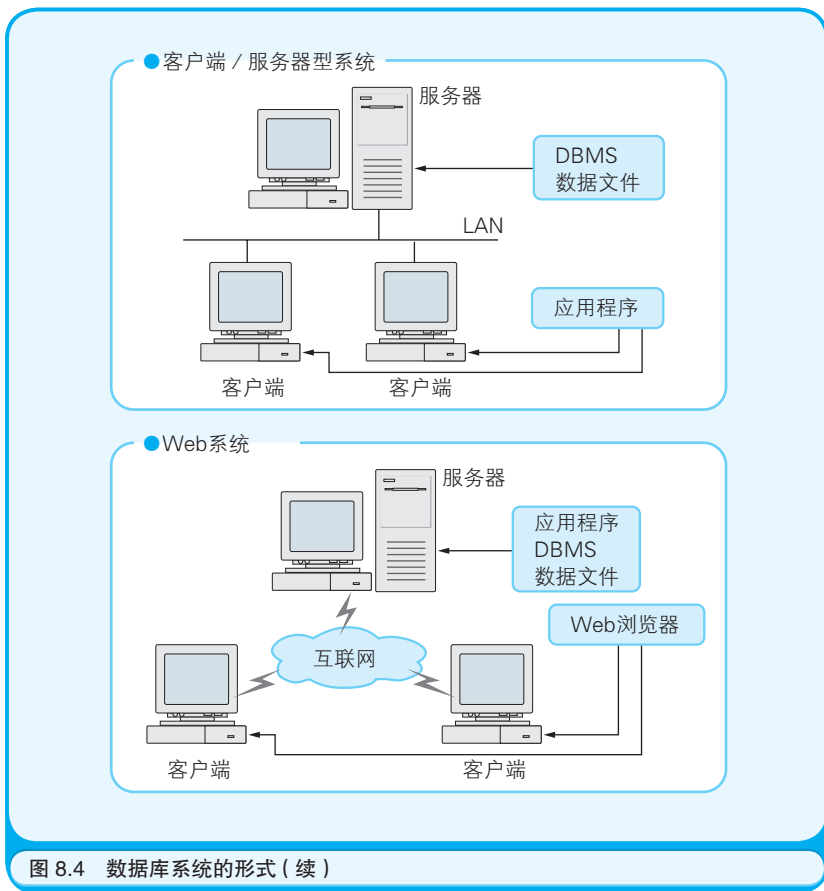 ●客户端 / 服务器型系统
服务器
DBMS
数据文件
LAN
应用程序
客户端
客户端
●Web系统
服务器
应用程序
DBMS
数据文件
Web浏览器
互联网
客户端
客户端
图 8.4 数据库系统的形式 ( 续 )